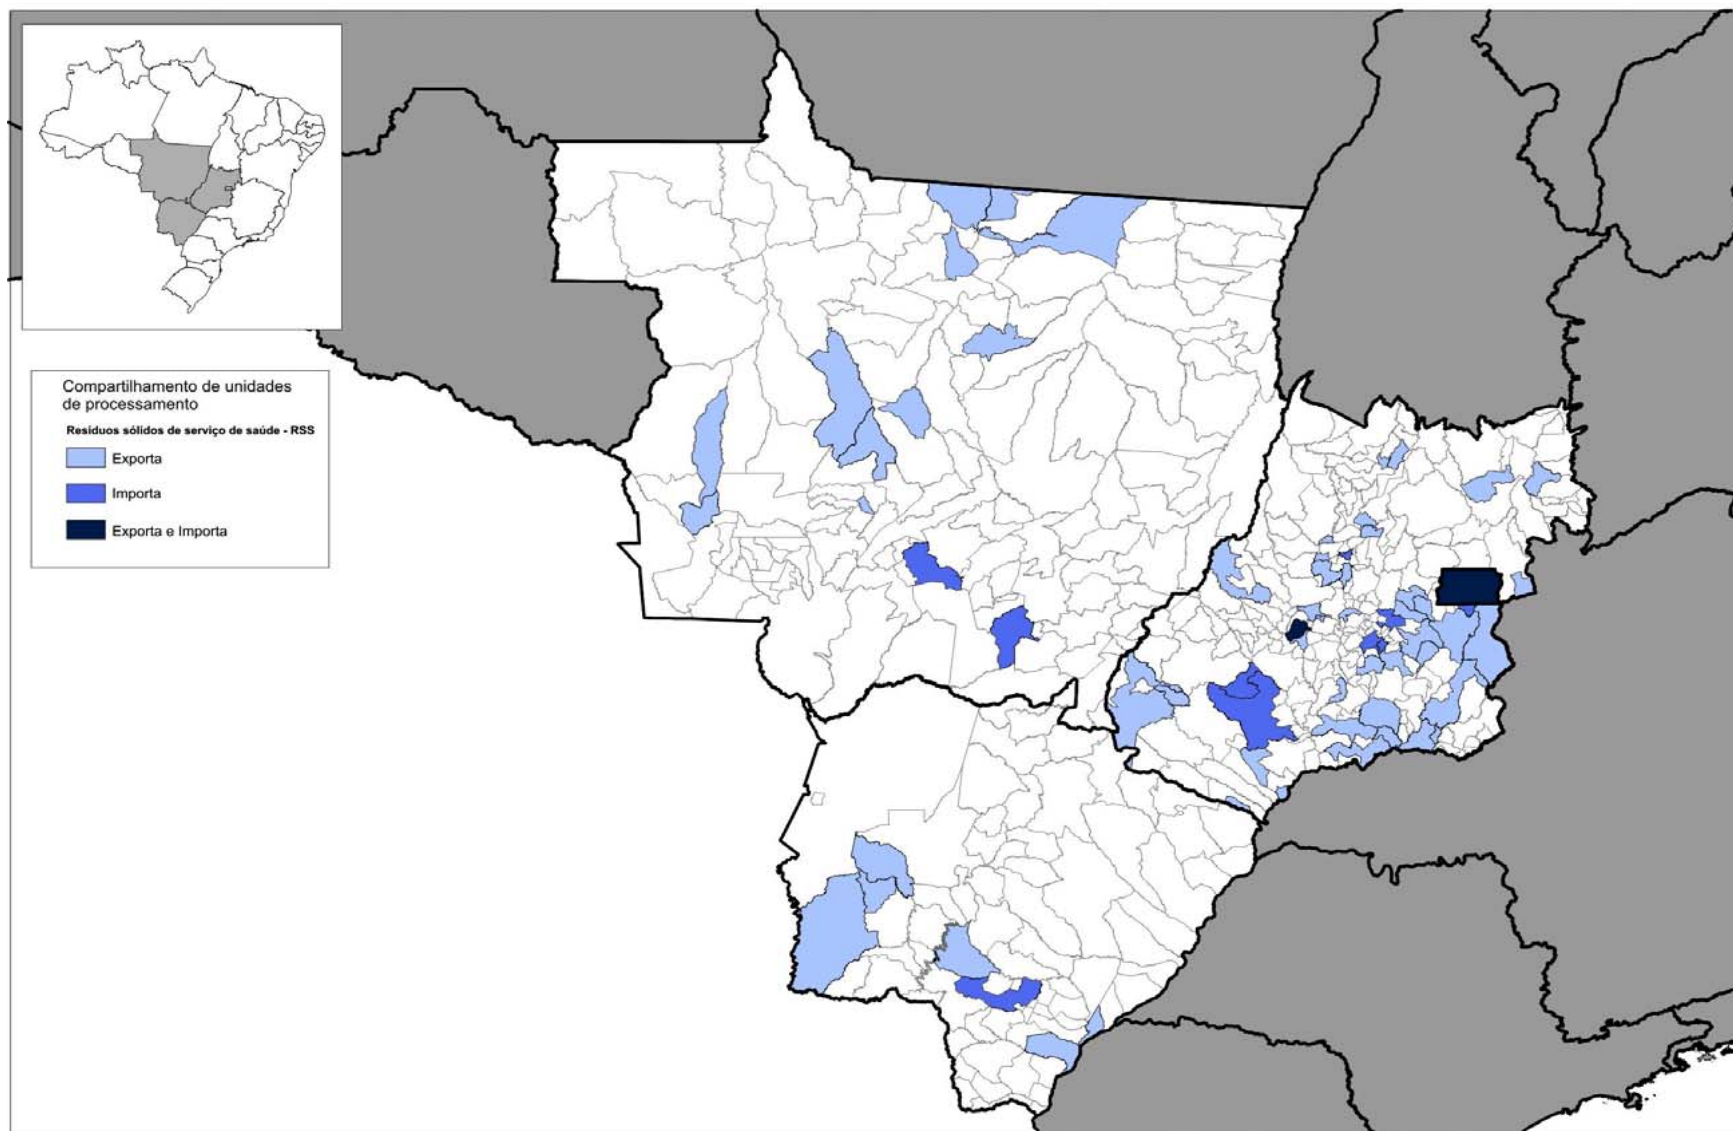 Compartilhamento de unidades
de processamento
Resíduos sólidos de serviço de saúde - RSS
Exporta
Importa
Exporta e Importa